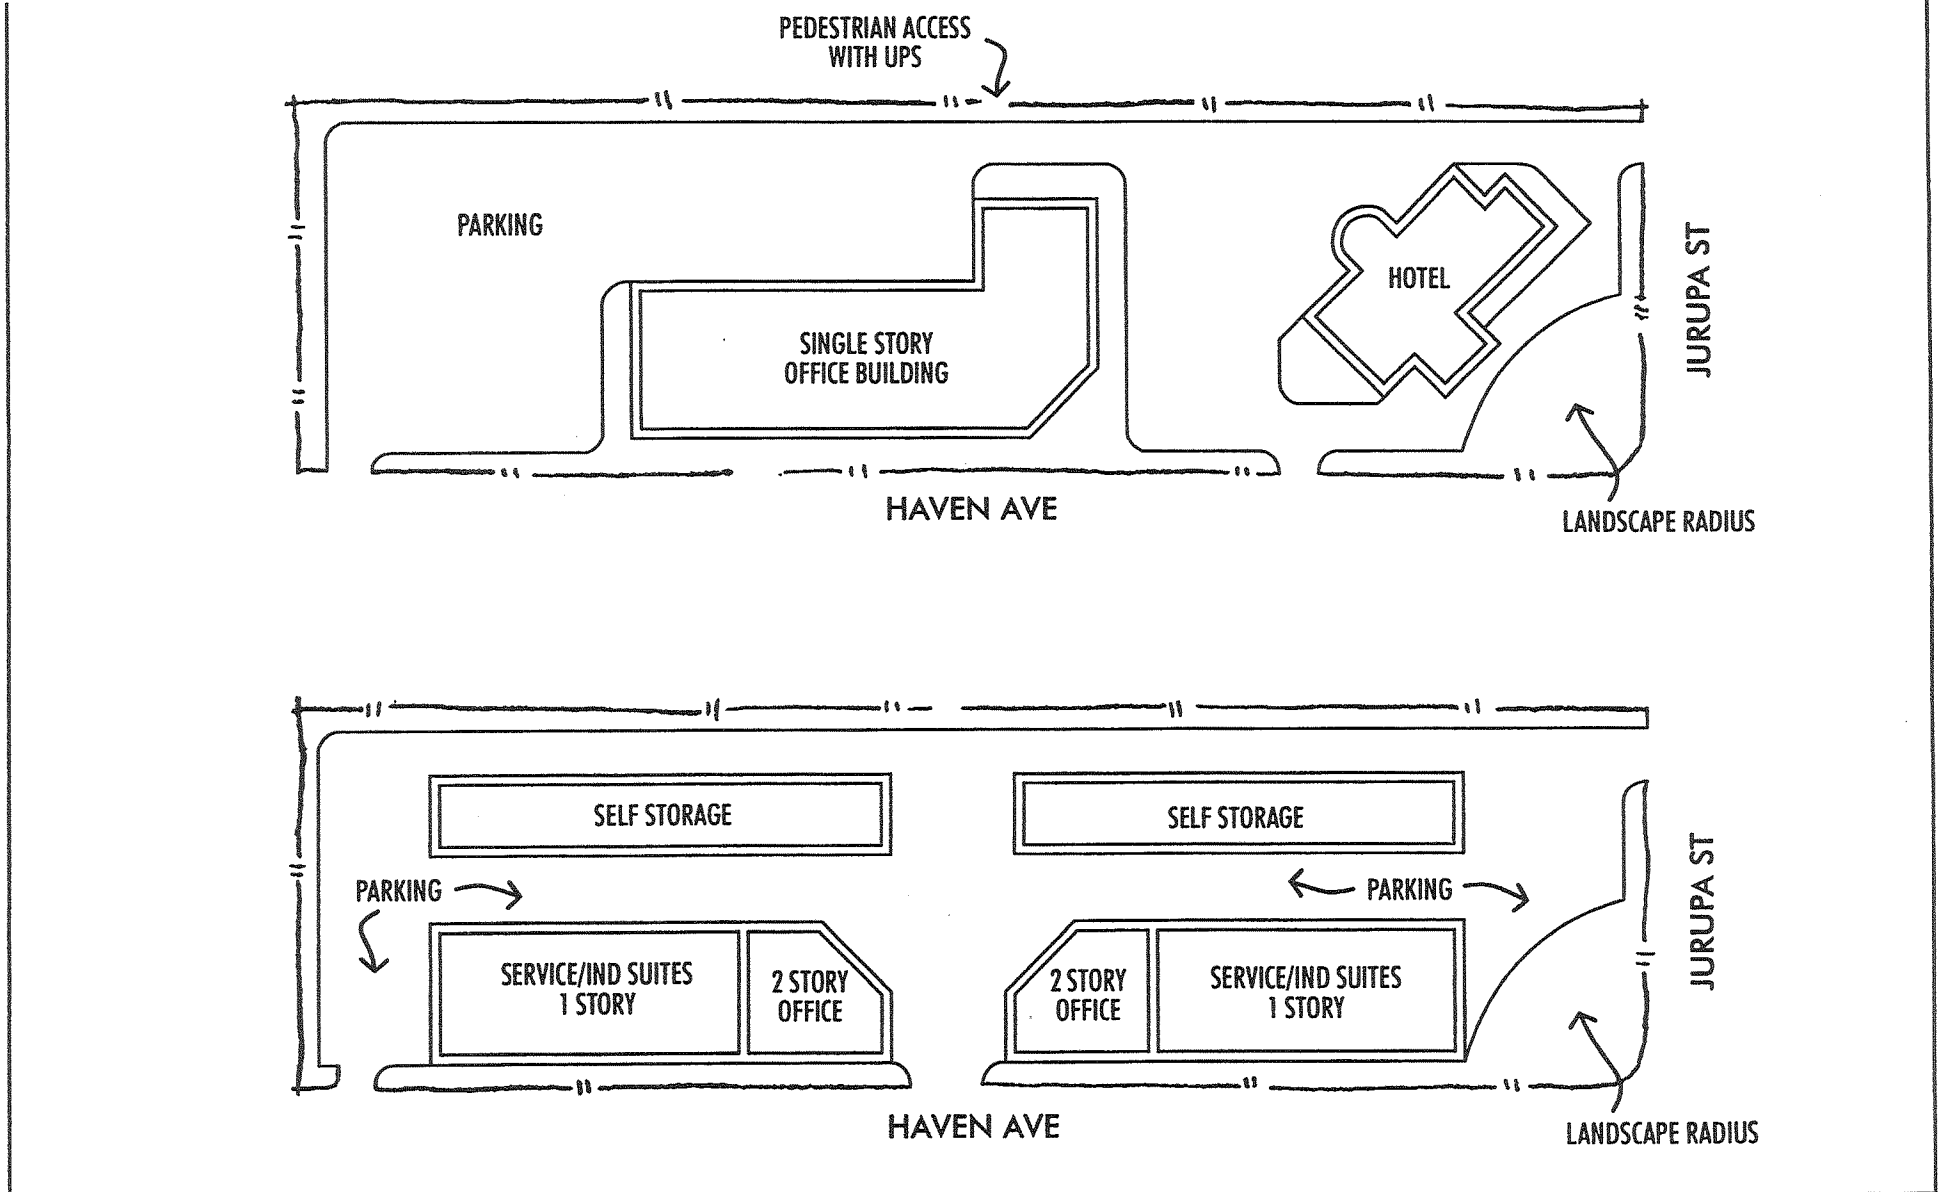 PEDESTRIAN ACCESS
WITH UPS
PARKING
HOTEL
JURUPA ST
SINGLE STORY
OFFICE BUILDING
HAVEN AVE
LANDSCAPE RADIUS
SELF STORAGE
SELF STORAGE
PARKING
PARKING
JURUPA ST
SERVICE/IND SUITES
1 STORY
2 STORY
OFFICE
2 STORY
OFFICE
SERVICE/IND SUITES
1 STORY
HAVEN AVE
LANDSCAPE RADIUS